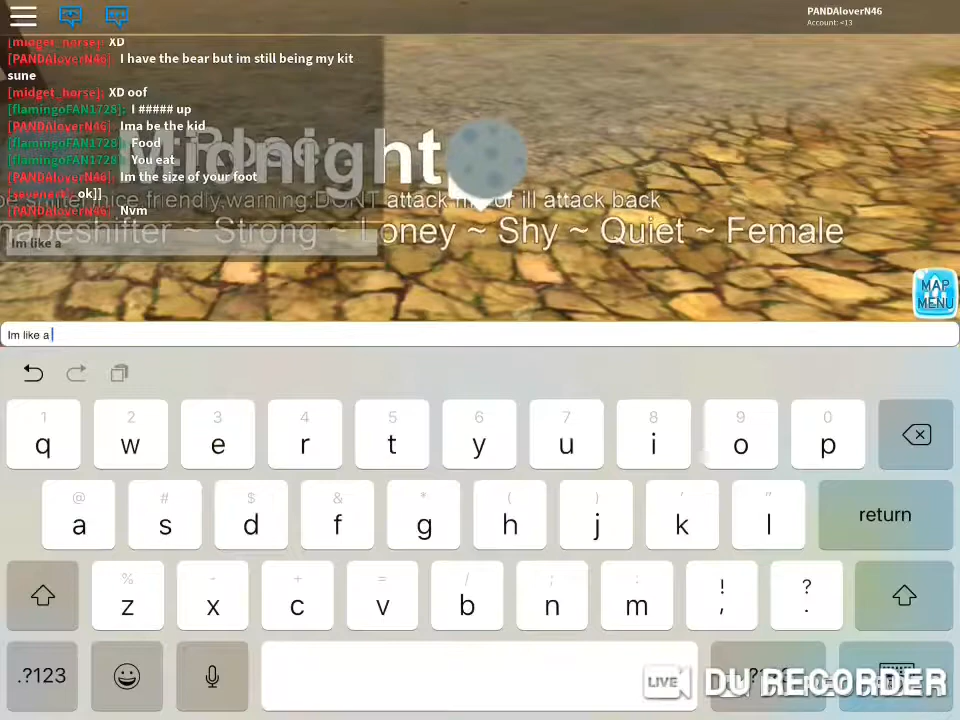 PANDAloverN46
Account: <13
[midget_horse]: XD
[PANDAloverN46] I have the bear but im still being my kit
sune
[midget_horse]: XD oof
[flamingoFAN1728]: I ##### up
[PANDAloverN46] Ima be the kid
[flamingoFAN1728]: Food
[flamingoFAN1728]: You eat
[PANDAloverN46] Im the size of your foot
ok]]
[PANDAloverN46] Nvm
Midnight
nice,friendly,warning:DONT attack me or ill attack back
hapeshifter ~ Strong ~ Loney ~ Shy ~ Quiet ~ Female
Im like a
MAP
MENU
Im like a
1 2 3 4 5 6 7 8 9 0
q w e r t y u i o p
@ # $ & * ( ) ' "
a s d f g h j k l return
% - + = / ; : ! ?
z x c v b n m , .
.?123
LIVE DU RECORDER